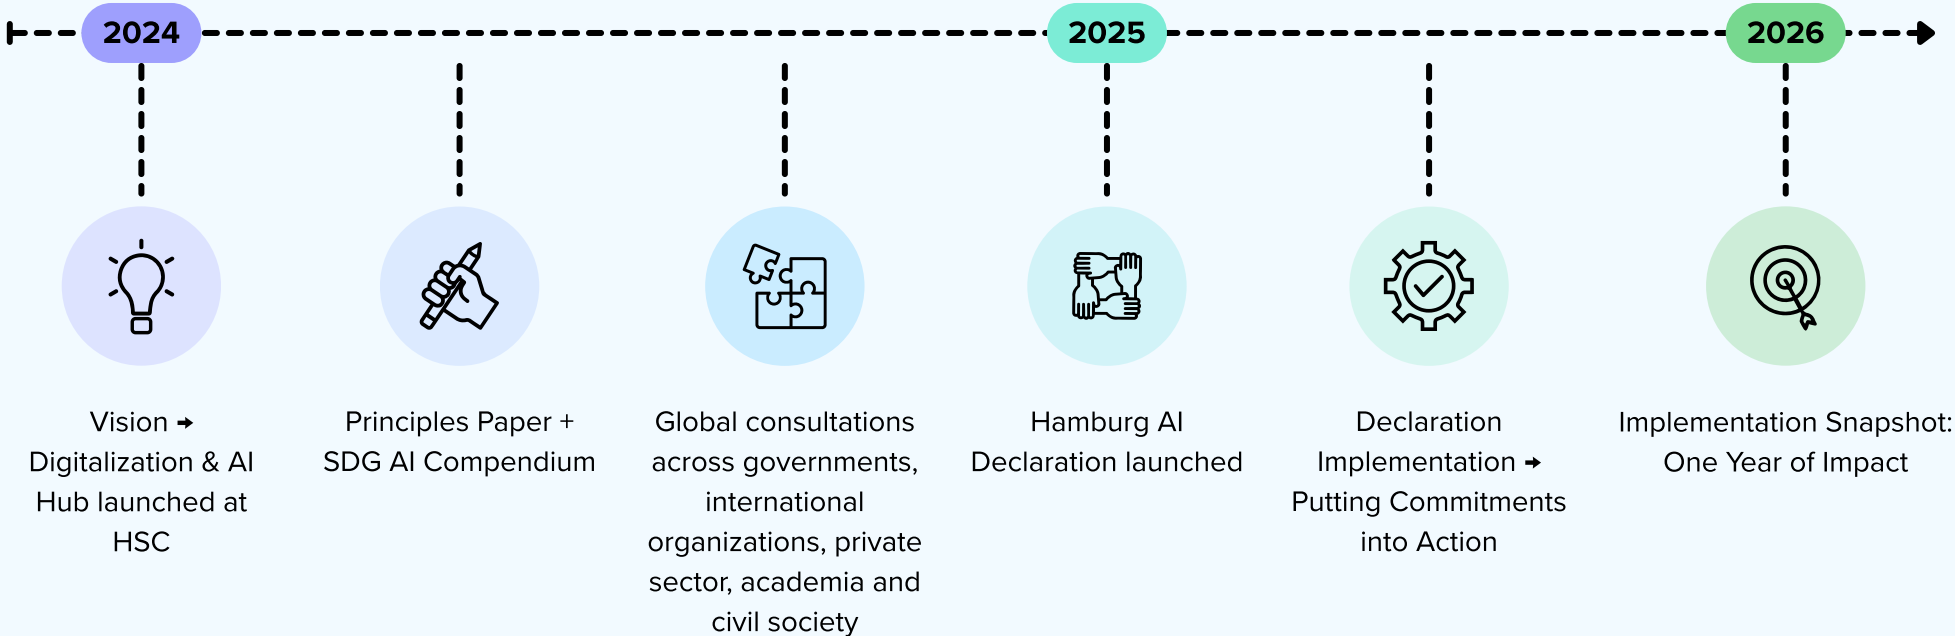 2024
2025
2026
Vision →
Digitalization & AI
Hub launched at
HSC
Principles Paper +
SDG AI Compendium
Global consultations
across governments,
international
organizations, private
sector, academia and
civil society
Hamburg AI
Declaration launched
Declaration
Implementation →
Putting Commitments
into Action
Implementation Snapshot:
One Year of Impact